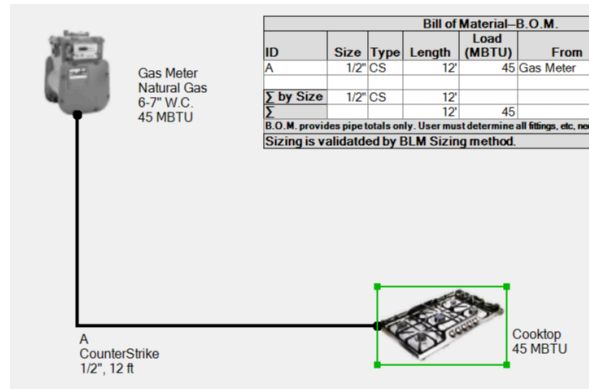 Bill of Material–B.O.M.
ID Size Type Length Load (MBTU) From
A 1/2" CS 12' 45 Gas Meter
∑ by Size 1/2" CS 12'
∑ 12' 45
B.O.M. provides pipe totals only. User must determine all fittings, etc,
Sizing is validatded by BLM Sizing method.
Gas Meter
Natural Gas
6-7" W.C.
45 MBTU
A
CounterStrike
1/2", 12 ft
Cooktop
45 MBTU